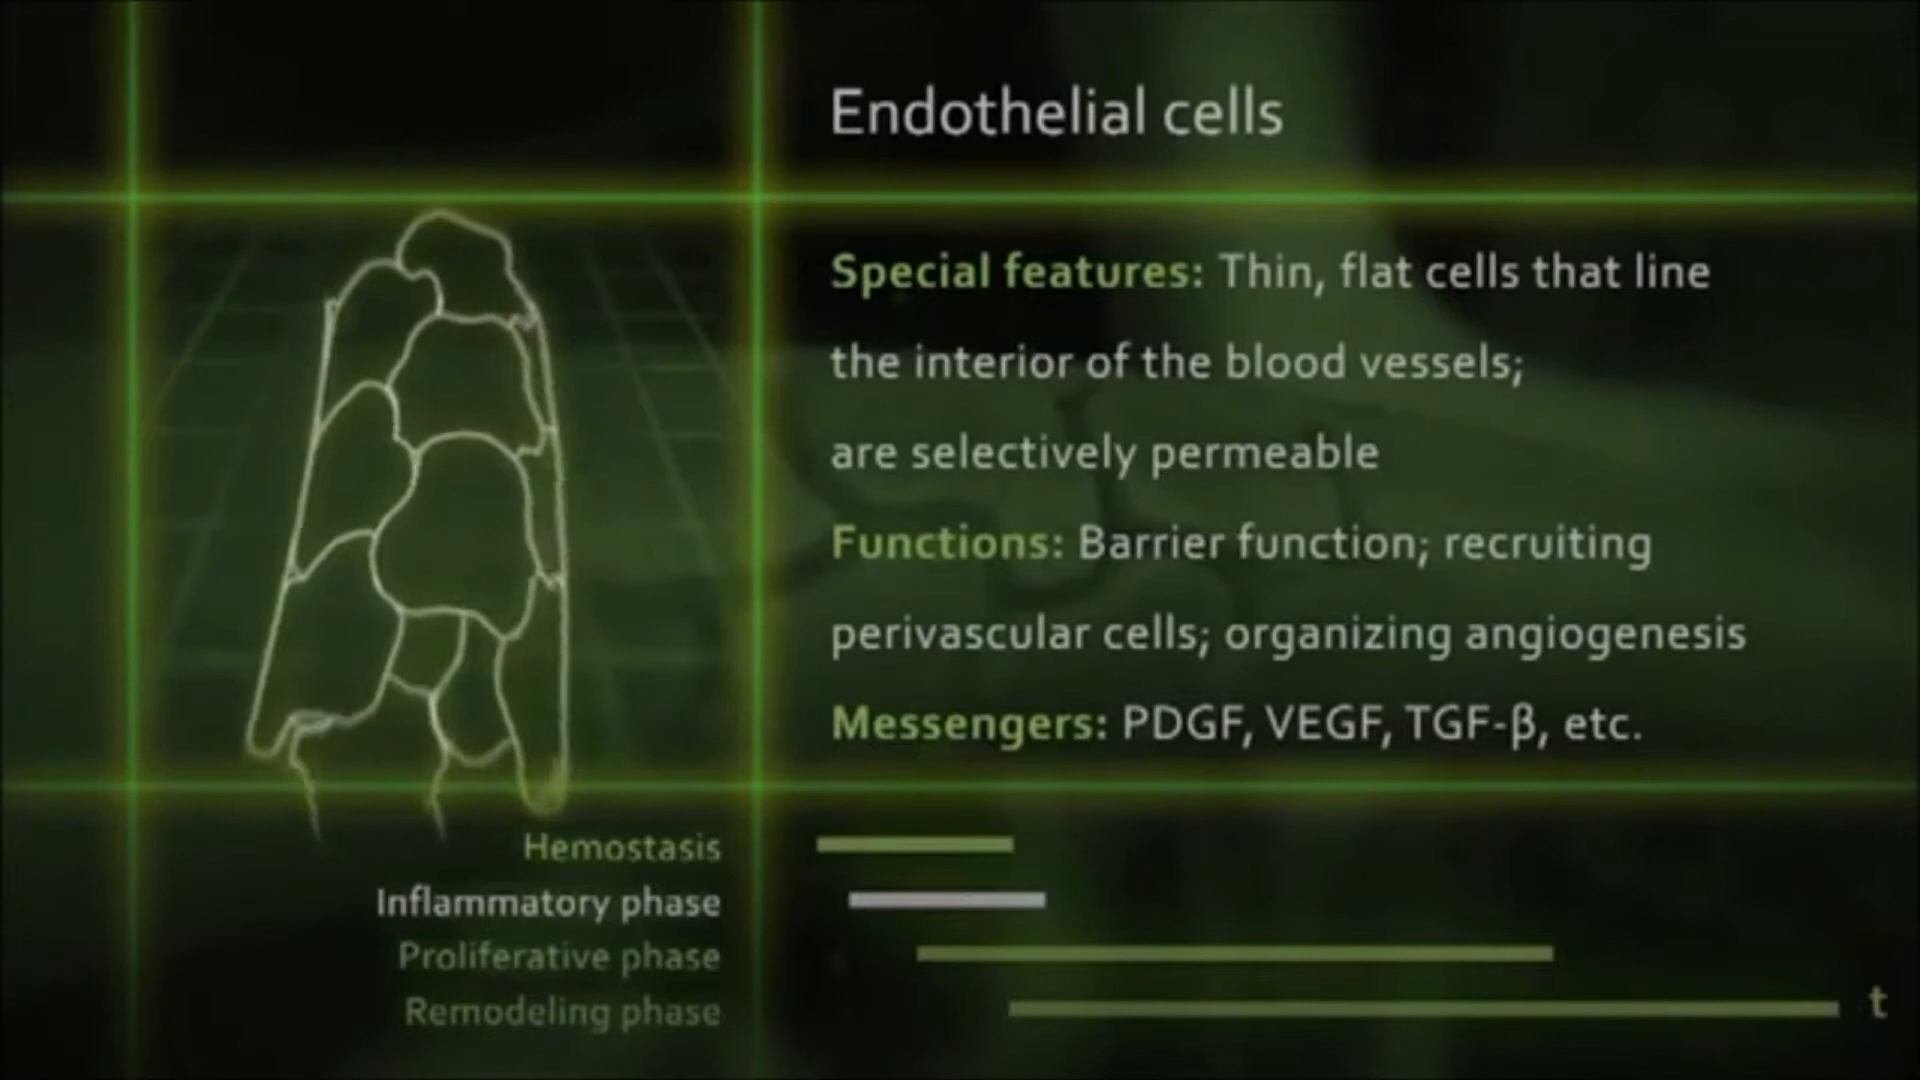 Endothelial cells
Special features: Thin, flat cells that line
the interior of the blood vessels;
are selectively permeable
Functions: Barrier function; recruiting
perivascular cells; organizing angiogenesis
Messengers: PDGF, VEGF, TGF-β, etc.
Hemostasis
Inflammatory phase
Proliferative phase
Remodeling phase
t